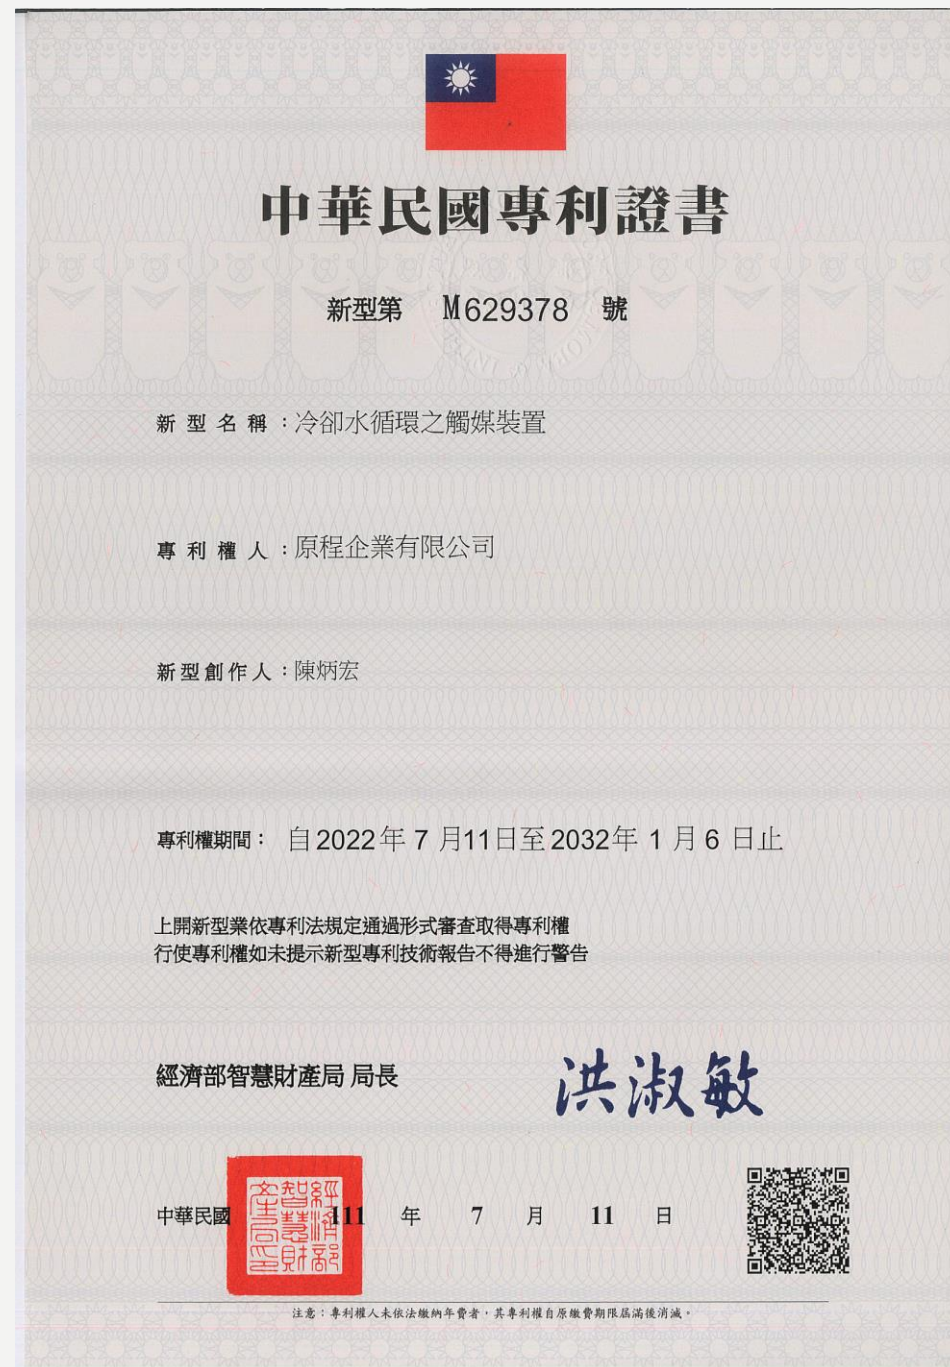 中華民國專利證書
新型第 M629378 號
新型名稱：冷卻水循環之觸媒裝置
專利權人：原程企業有限公司
新型創作人：陳炳宏
專利權期間： 自2022年 7 月11日至2032年 1 月 6 日止
上開新型業依專利法規定通過形式審查取得專利權
行使專利權如未提示新型專利技術報告不得進行警告
經濟部智慧財產局 局長 洪淑敏
經濟部
智慧財
產局印
中華民國 111 年 7 月 11 日
注意：專利權人未依法繳納年費者，其專利權自原繳費期限屆滿後消滅。